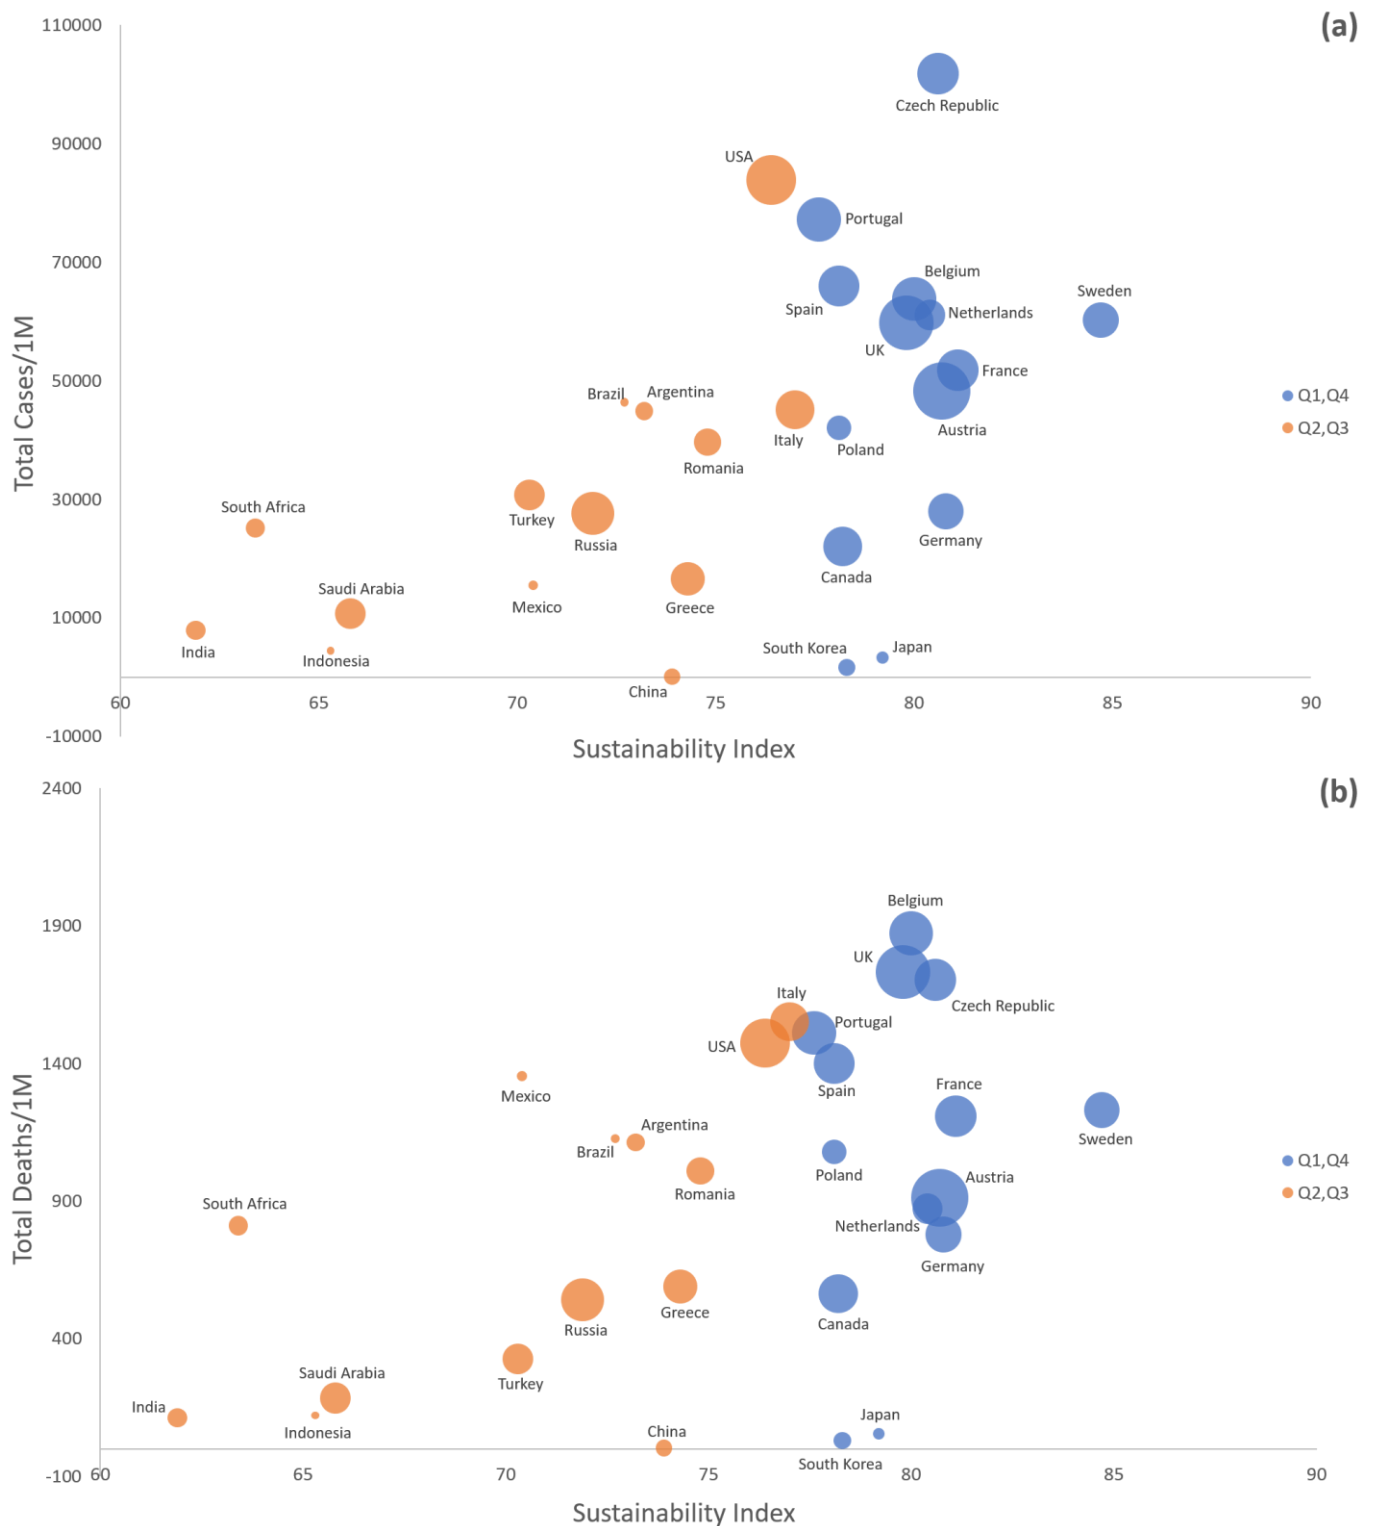 (a)
110000
Czech Republic
90000
USA
Portugal
70000
Belgium
Sweden
Spain
Netherlands
UK
France
50000
Brazil
Argentina
Q1,Q4
Italy
Austria
Q2,Q3
Poland
Romania
Total Cases/1M
30000
South Africa
Turkey
Russia
Germany
Canada
Saudi Arabia
Mexico
Greece
10000
India
Indonesia
South Korea
Japan
China
60
65
70
75
80
85
90
-10000
Sustainability Index
2400
(b)
Belgium
1900
UK
Italy
Czech Republic
Portugal
USA
1400
Mexico
Spain
France
Argentina
Brazil
Sweden
Q1,Q4
Poland
Austria
Romania
Q2,Q3
900
South Africa
Netherlands
Total Deaths/1M
Germany
Greece
Russia
Canada
400
Saudi Arabia
Turkey
India
Indonesia
China
Japan
South Korea
-100
60
65
70
75
80
85
90
Sustainability Index